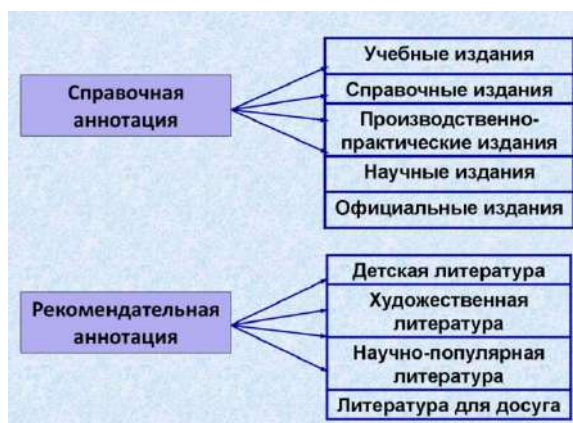 Справочная
аннотация
Учебные издания
Справочные издания
Производственно-
практические издания
Научные издания
Официальные издания
Рекомендательная
аннотация
Детская литература
Художественная
литература
Научно-популярная
литература
Литература для досуга